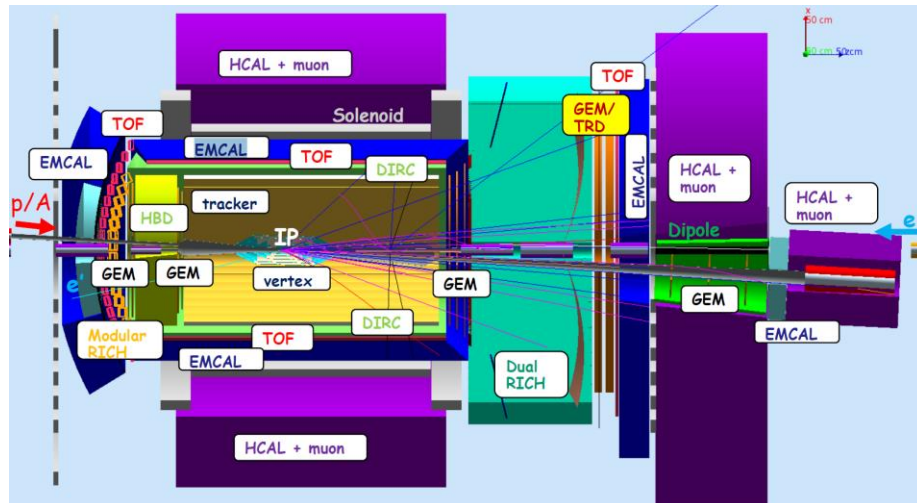 x
50 cm
50 cm
50 cm
z
HCAL + muon
TOF
TOF
GEM/
TRD
Solenoid
EMCAL
TOF
DIRC
EMCAL
EMCAL
HCAL +
muon
HCAL +
muon
p/A
HBD
tracker
IP
Dipole
e
GEM
GEM
vertex
GEM
GEM
e
Modular
RICH
DIRC
TOF
EMCAL
EMCAL
Dual
RICH
HCAL + muon